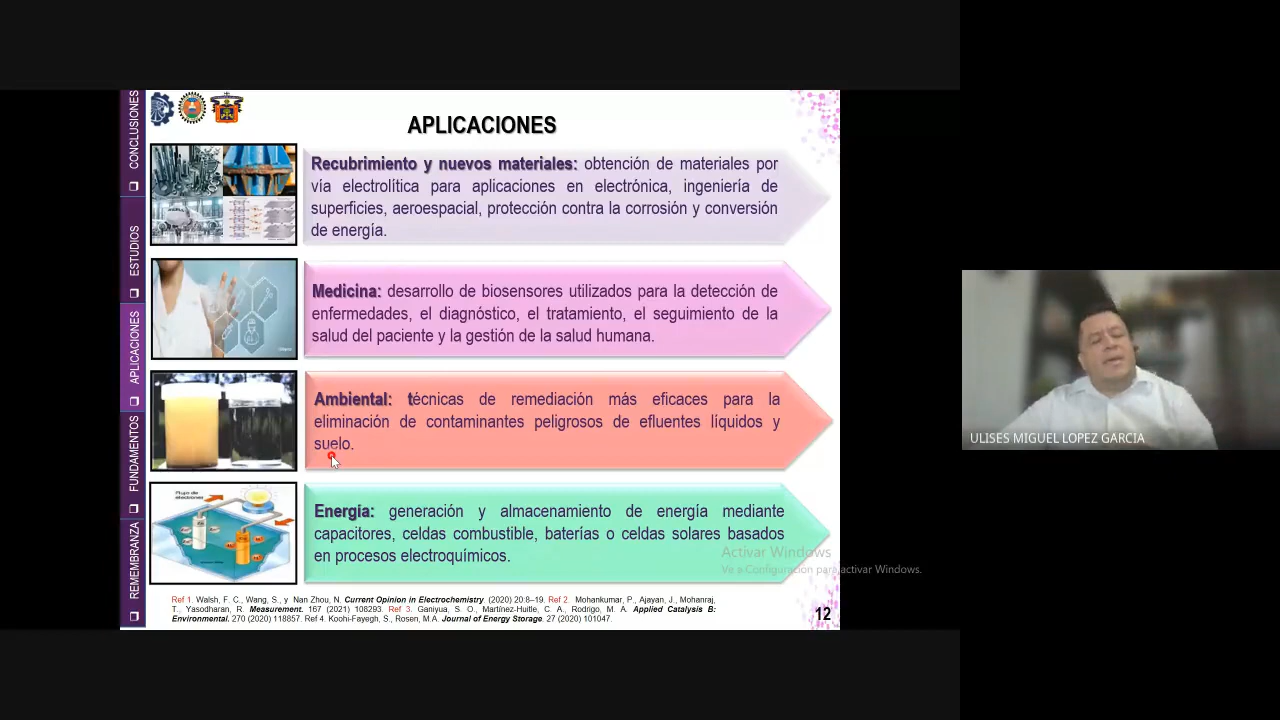 APLICACIONES
Recubrimiento y nuevos materiales: obtención de materiales por
vía electrolítica para aplicaciones en electrónica, ingeniería de
superficies, aeroespacial, protección contra la corrosión y conversión
de energía.
Medicina: desarrollo de biosensores utilizados para la detección de
enfermedades, el diagnóstico, el tratamiento, el seguimiento de la
salud del paciente y la gestión de la salud humana.
Ambiental: técnicas de remediación más eficaces para la
eliminación de contaminantes peligrosos de efluentes líquidos y
suelo.
Energía: generación y almacenamiento de energía mediante
capacitores, celdas combustible, baterías o celdas solares basados
en procesos electroquímicos.
Flujo de
electrones
Ref 1. Walsh, F. C., Wang, S., y Nan Zhou, N. Current Opinion in Electrochemistry. (2020) 20:8–19. Ref 2. Mohankumar, P., Ajayan, J., Mohanraj,
T., Yasodharan, R. Measurement. 167 (2021) 108293. Ref 3. Ganiyua, S. O., Martínez-Huitle, C. A., Rodrigo, M. A. Applied Catalysis B:
Environmental. 270 (2020) 118857. Ref 4. Koohi-Fayegh, S., Rosen, M.A. Journal of Energy Storage. 27 (2020) 101047.
12
CONCLUSIONES
ESTUDIOS
APLICACIONES
FUNDAMENTOS
REMEMBRANZA
Activar Windows
Ve a Configuración para activar Windows.
ULISES MIGUEL LOPEZ GARCIA